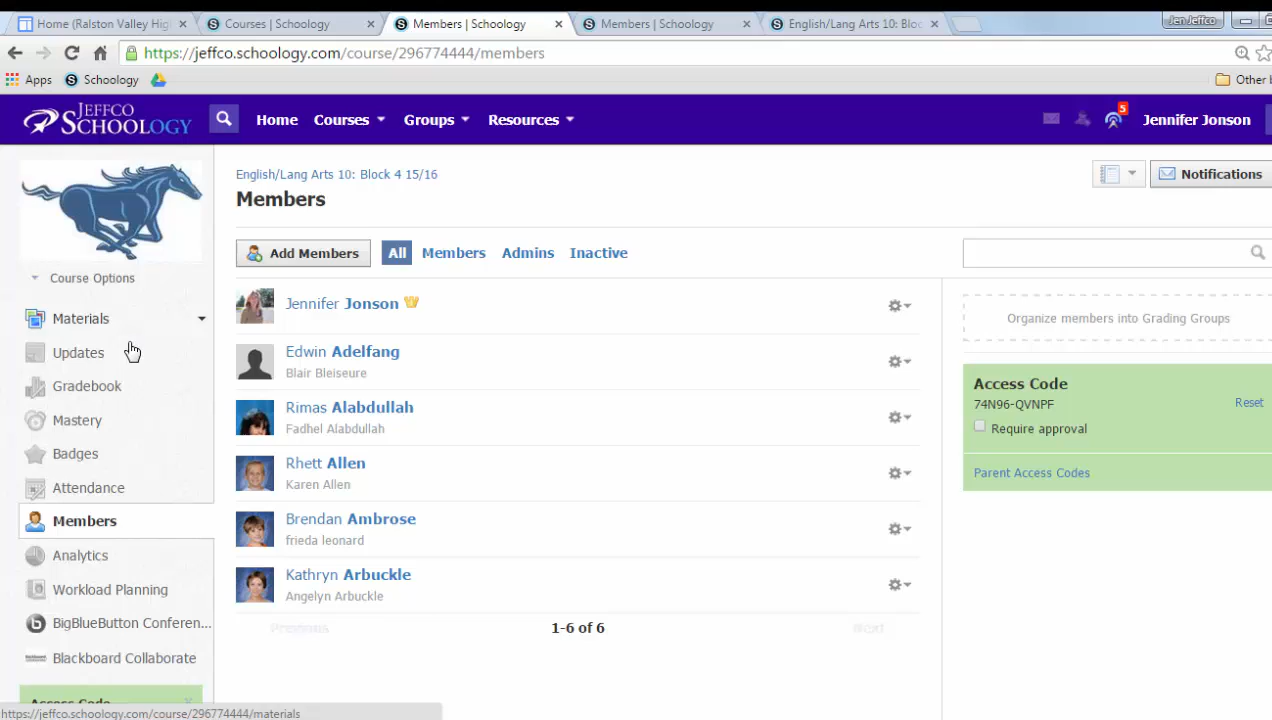 Home (Ralston Valley Hig
Courses | Schoology
Members | Schoology
Members | Schoology
English/Lang Arts 10: Bloc
Jen Jeffco
https://jeffco.schoology.com/course/296774444/members
Apps
Schoology
Other b
JEFFCO
SCHOOLOGY
Home
Courses
Groups
Resources
5
Jennifer Jonson
English/Lang Arts 10: Block 4 15/16
Members
Notifications
Add Members
All
Members
Admins
Inactive
Course Options
Materials
Updates
Gradebook
Mastery
Badges
Attendance
Members
Analytics
Workload Planning
BigBlueButton Conferen...
Blackboard Collaborate
Access Code
Jennifer Jonson
Edwin Adelfang
Blair Bleiseure
Rimas Alabdullah
Fadhel Alabdullah
Rhett Allen
Karen Allen
Brendan Ambrose
frieda leonard
Kathryn Arbuckle
Angelyn Arbuckle
Previous
1-6 of 6
Next
Organize members into Grading Groups
Access Code
74N96-QVNPF
Reset
Require approval
Parent Access Codes
https://jeffco.schoology.com/course/296774444/materials